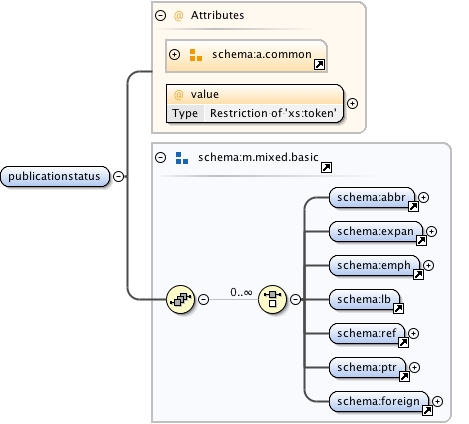 @ Attributes
schema:a.common
@ value
Type Restriction of 'xs:token'
schema:m.mixed.basic
publicationstatus
schema:abbr
schema:expan
schema:emph
0..∞
schema:lb
schema:ref
schema:ptr
schema:foreign